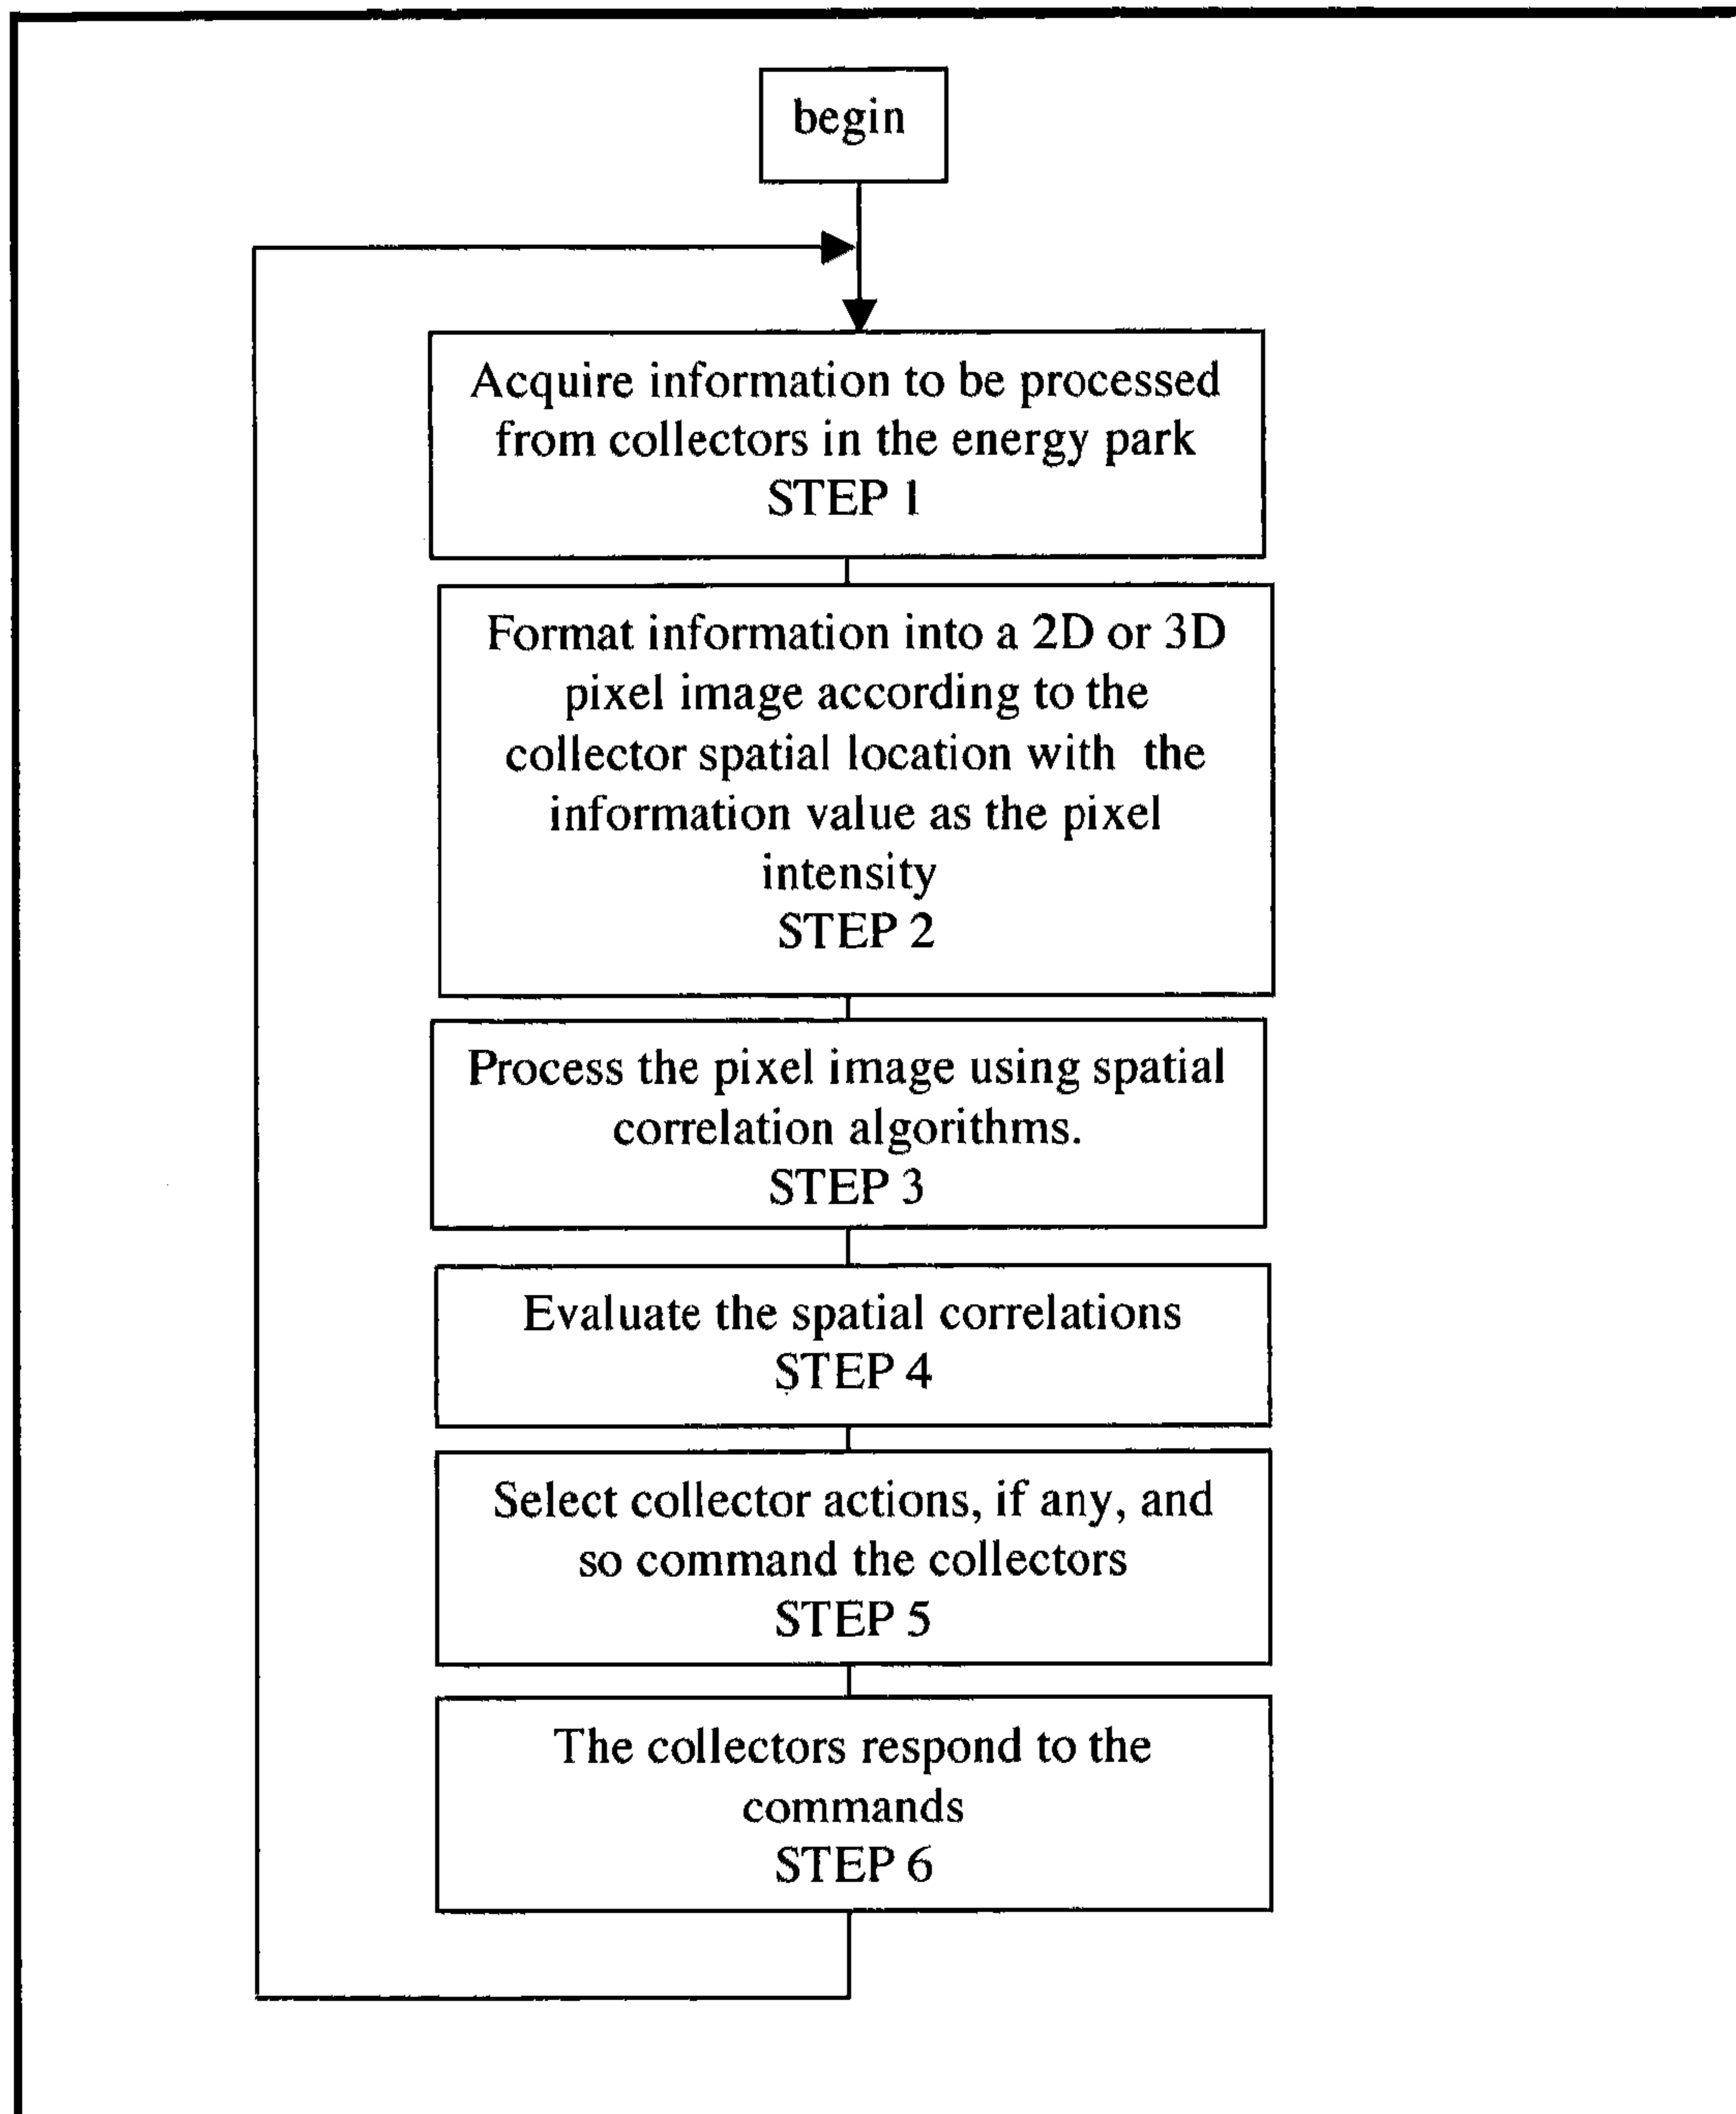 begin
Acquire information to be processed
from collectors in the energy park
STEP 1
Format information into a 2D or 3D
pixel image according to the
collector spatial location with the
information value as the pixel
intensity
STEP 2
Process the pixel image using spatial
correlation algorithms.
STEP 3
Evaluate the spatial correlations
STEP 4
Select collector actions, if any, and
so command the collectors
STEP 5
The collectors respond to the
commands
STEP 6